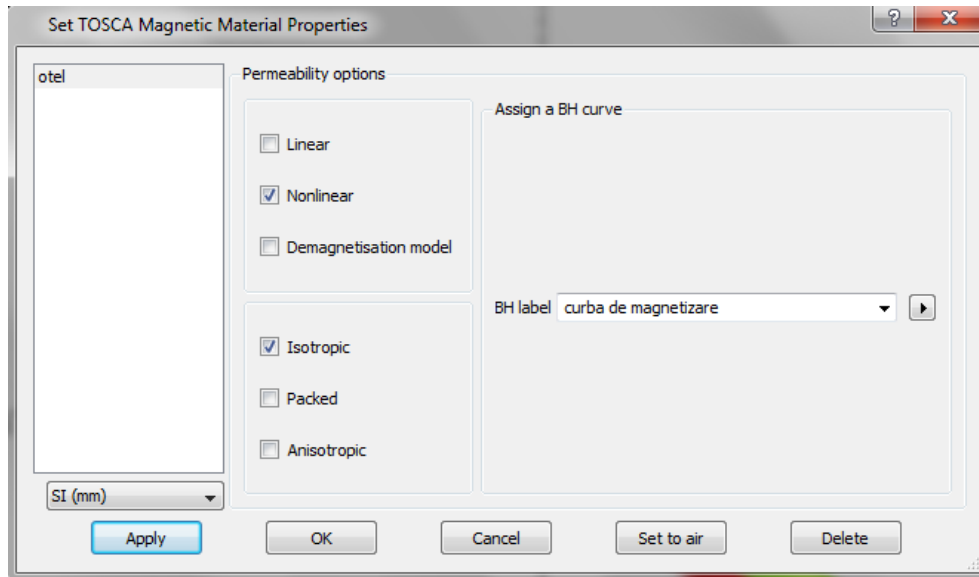 Set TOSCA Magnetic Material Properties
otel
Permeability options
Linear
Nonlinear
Demagnetisation model
Isotropic
Packed
Anisotropic
Assign a BH curve
BH label curba de magnetizare
SI (mm)
Apply OK Cancel Set to air Delete